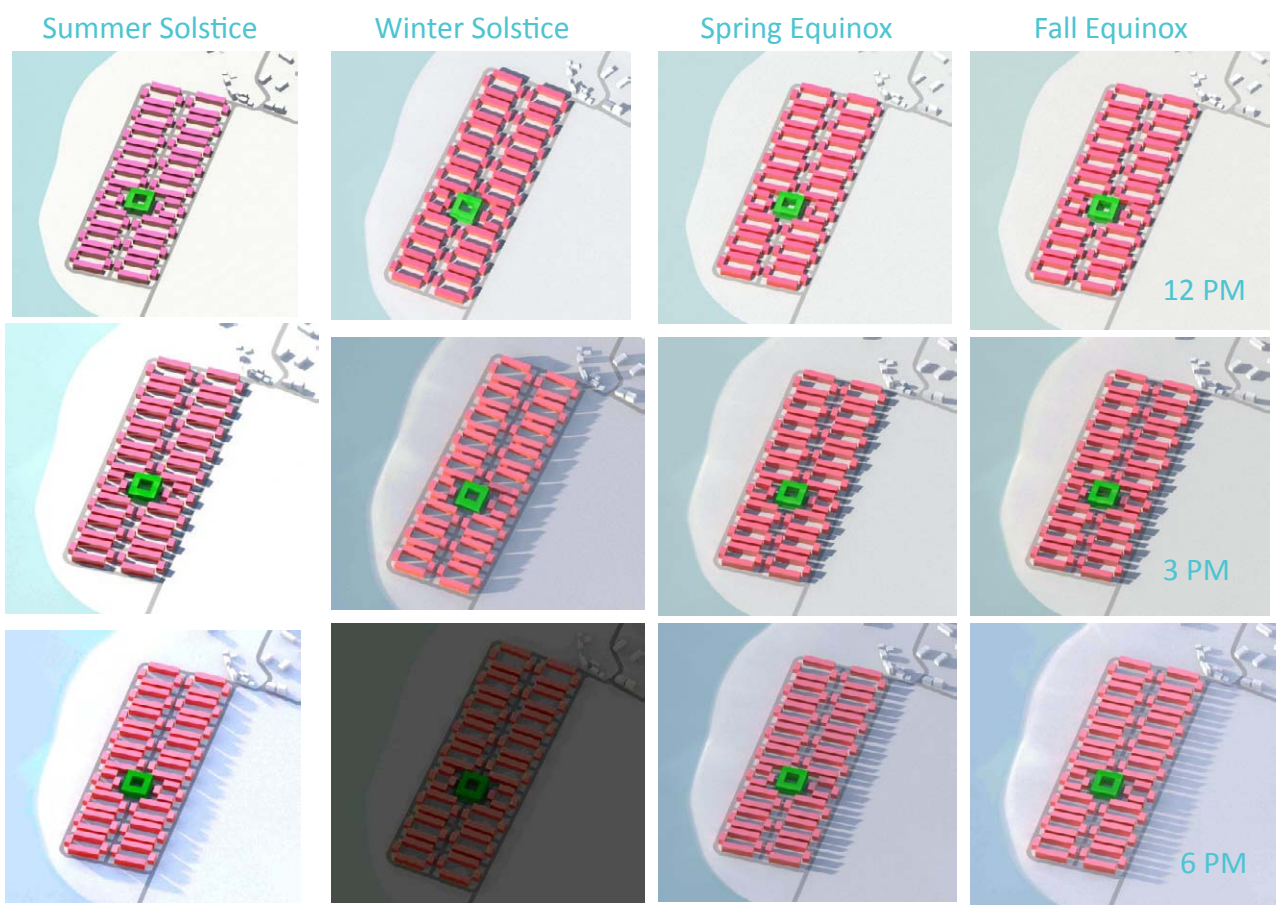 Summer Solstice
Winter Solstice
Spring Equinox
Fall Equinox
12 PM
3 PM
6 PM